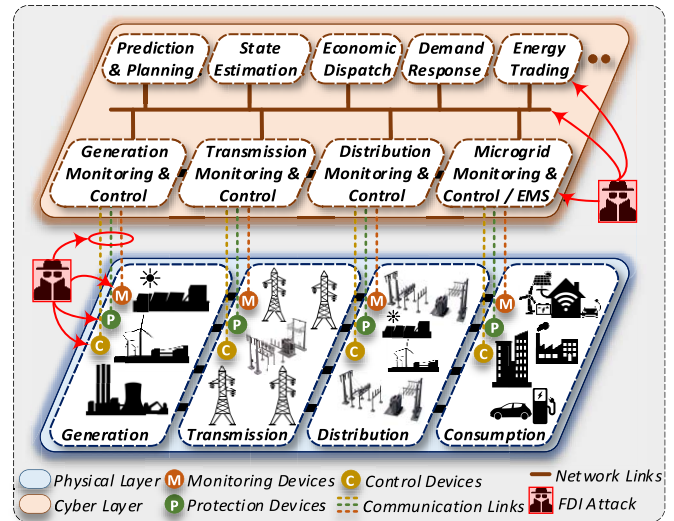 Prediction
& Planning
State
Estimation
Economic
Dispatch
Demand
Response
Energy
Trading
Generation
Monitoring &
Control
Transmission
Monitoring &
Control
Distribution
Monitoring &
Control
Microgrid
Monitoring &
Control / EMS
M
P
C
M
P
C
M
P
C
M
P
C
Generation
Transmission
Distribution
Consumption
Physical Layer
M Monitoring Devices
C Control Devices
Network Links
Cyber Layer
P Protection Devices
Communication Links
FDI Attack